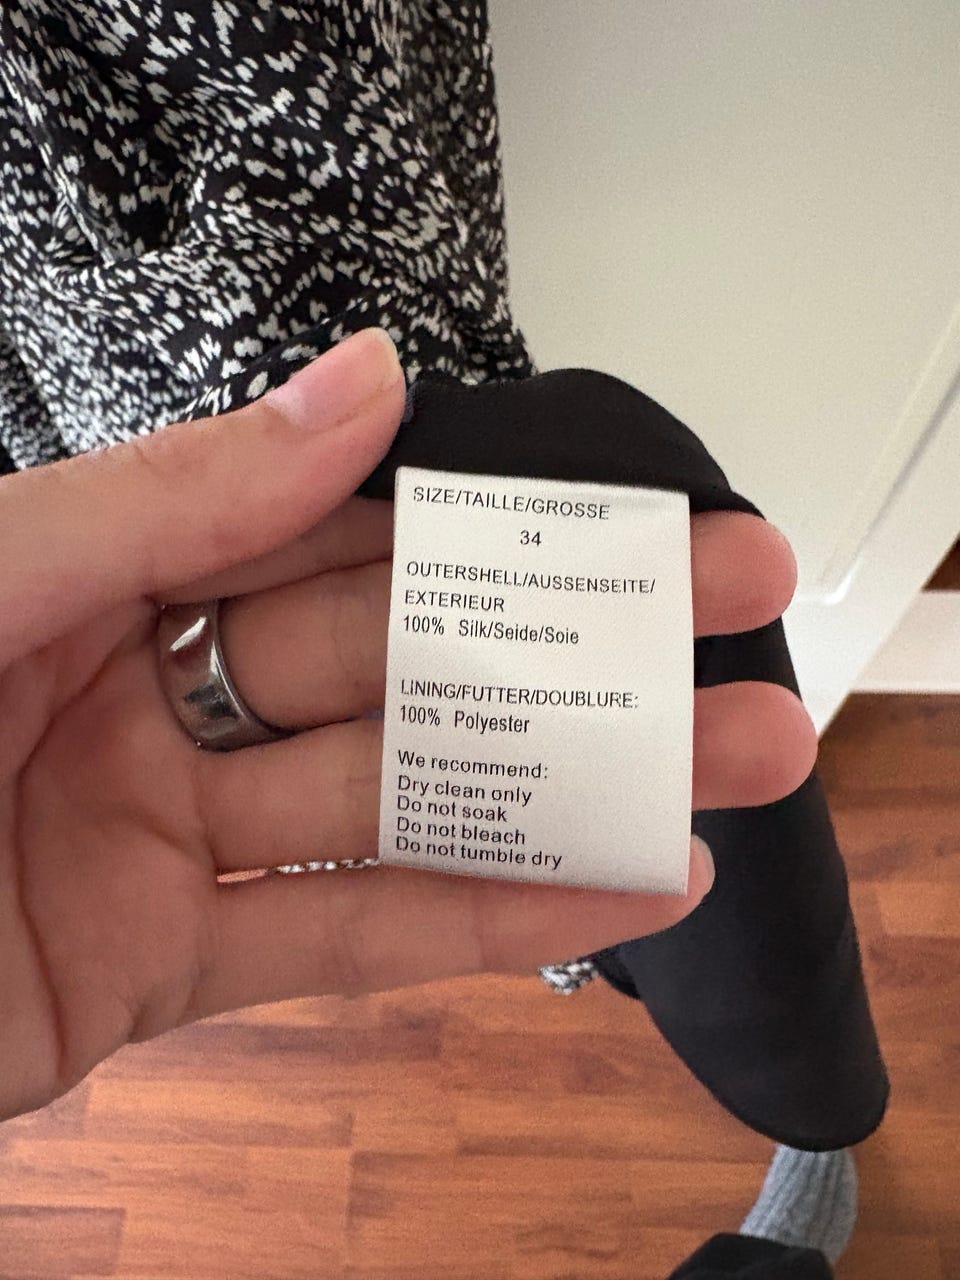 SIZE/TAILLE/GROSSE
34
OUTERSHELL/AUSSENSEITE/
EXTERIEUR
100% Silk/Seide/Soie
LINING/FUTTER/DOUBLURE:
100% Polyester
We recommend:
Dry clean only
Do not soak
Do not bleach
Do not tumble dry